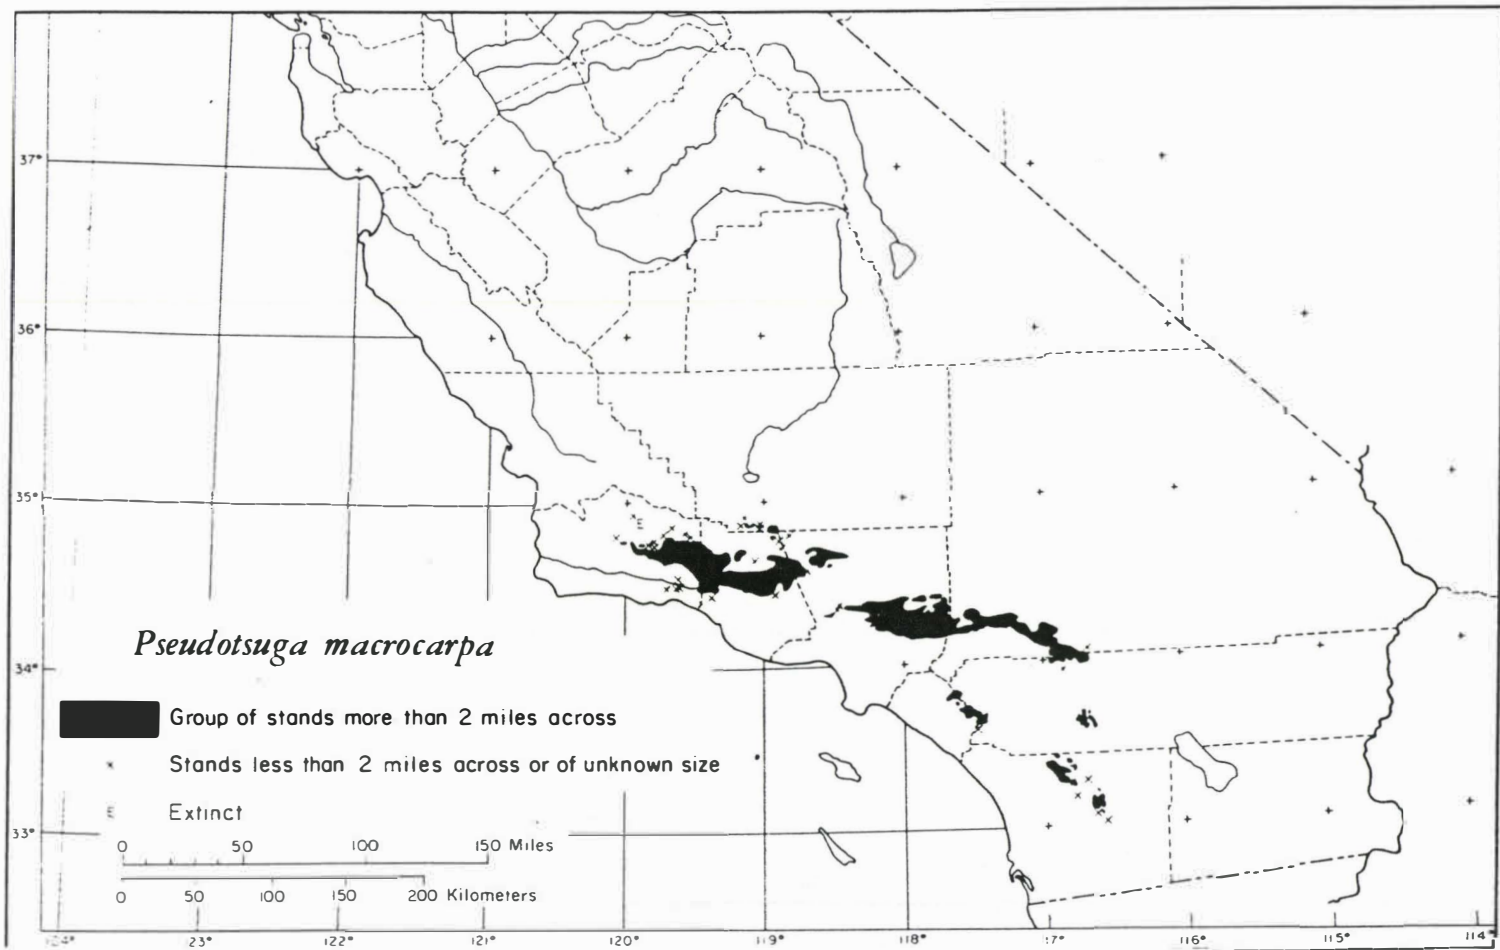 37°
36°
35°
E
Pseudotsuga macrocarpa
34°
Group of stands more than 2 miles across
× Stands less than 2 miles across or of unknown size
E Extinct
33°
0 50 100 150 Miles
0 50 100 150 200 Kilometers
124° 123° 122° 121° 120° 119° 118° 117° 116° 115° 114°